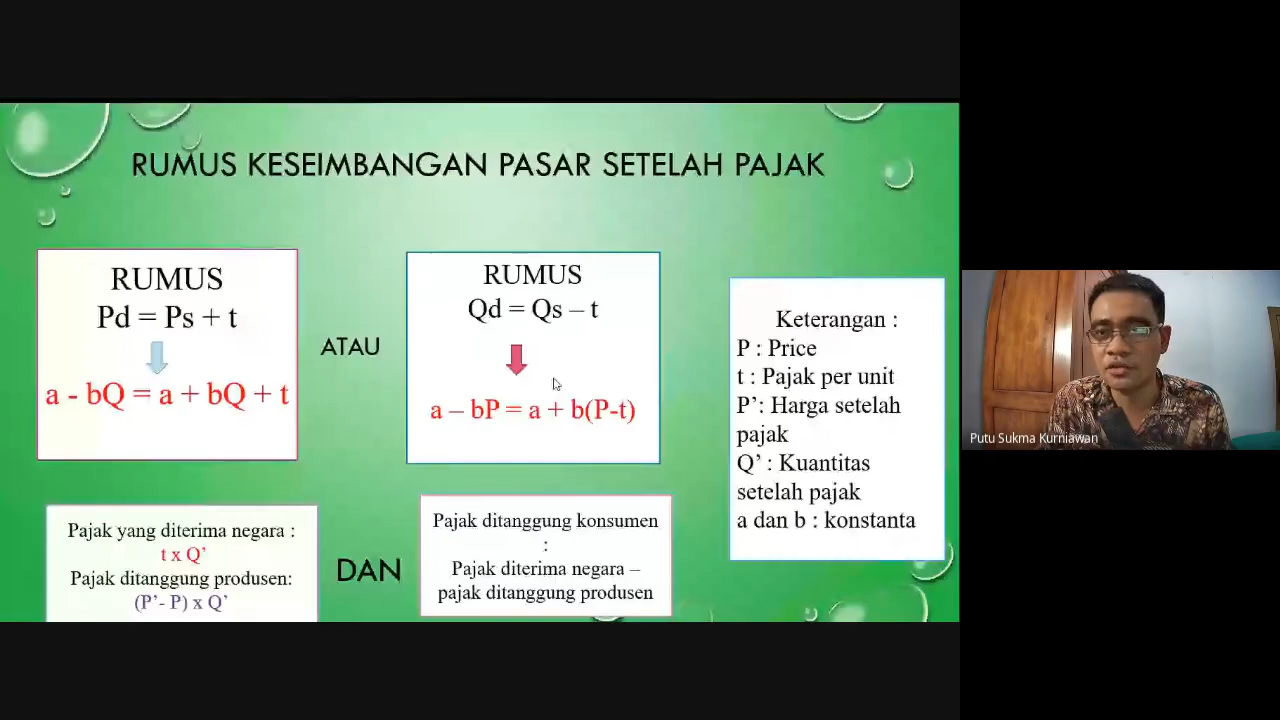 RUMUS KESEIMBANGAN PASAR SETELAH PAJAK
RUMUS
Pd = Ps + t
a - bQ = a + bQ + t
ATAU
RUMUS
Qd = Qs – t
a – bP = a + b(P-t)
Keterangan :
P : Price
t : Pajak per unit
P’: Harga setelah
pajak
Q’ : Kuantitas
setelah pajak
a dan b : konstanta
Pajak yang diterima negara :
t x Q’
Pajak ditanggung produsen:
(P’- P) x Q’
DAN
Pajak ditanggung konsumen
:
Pajak diterima negara –
pajak ditanggung produsen
Putu Sukma Kurniawan